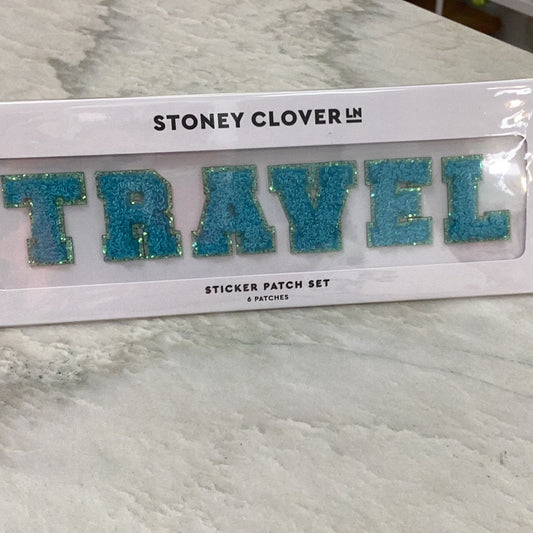 STONEY CLOVER LN
TRAVEL
STICKER PATCH SET
6 PATCHES